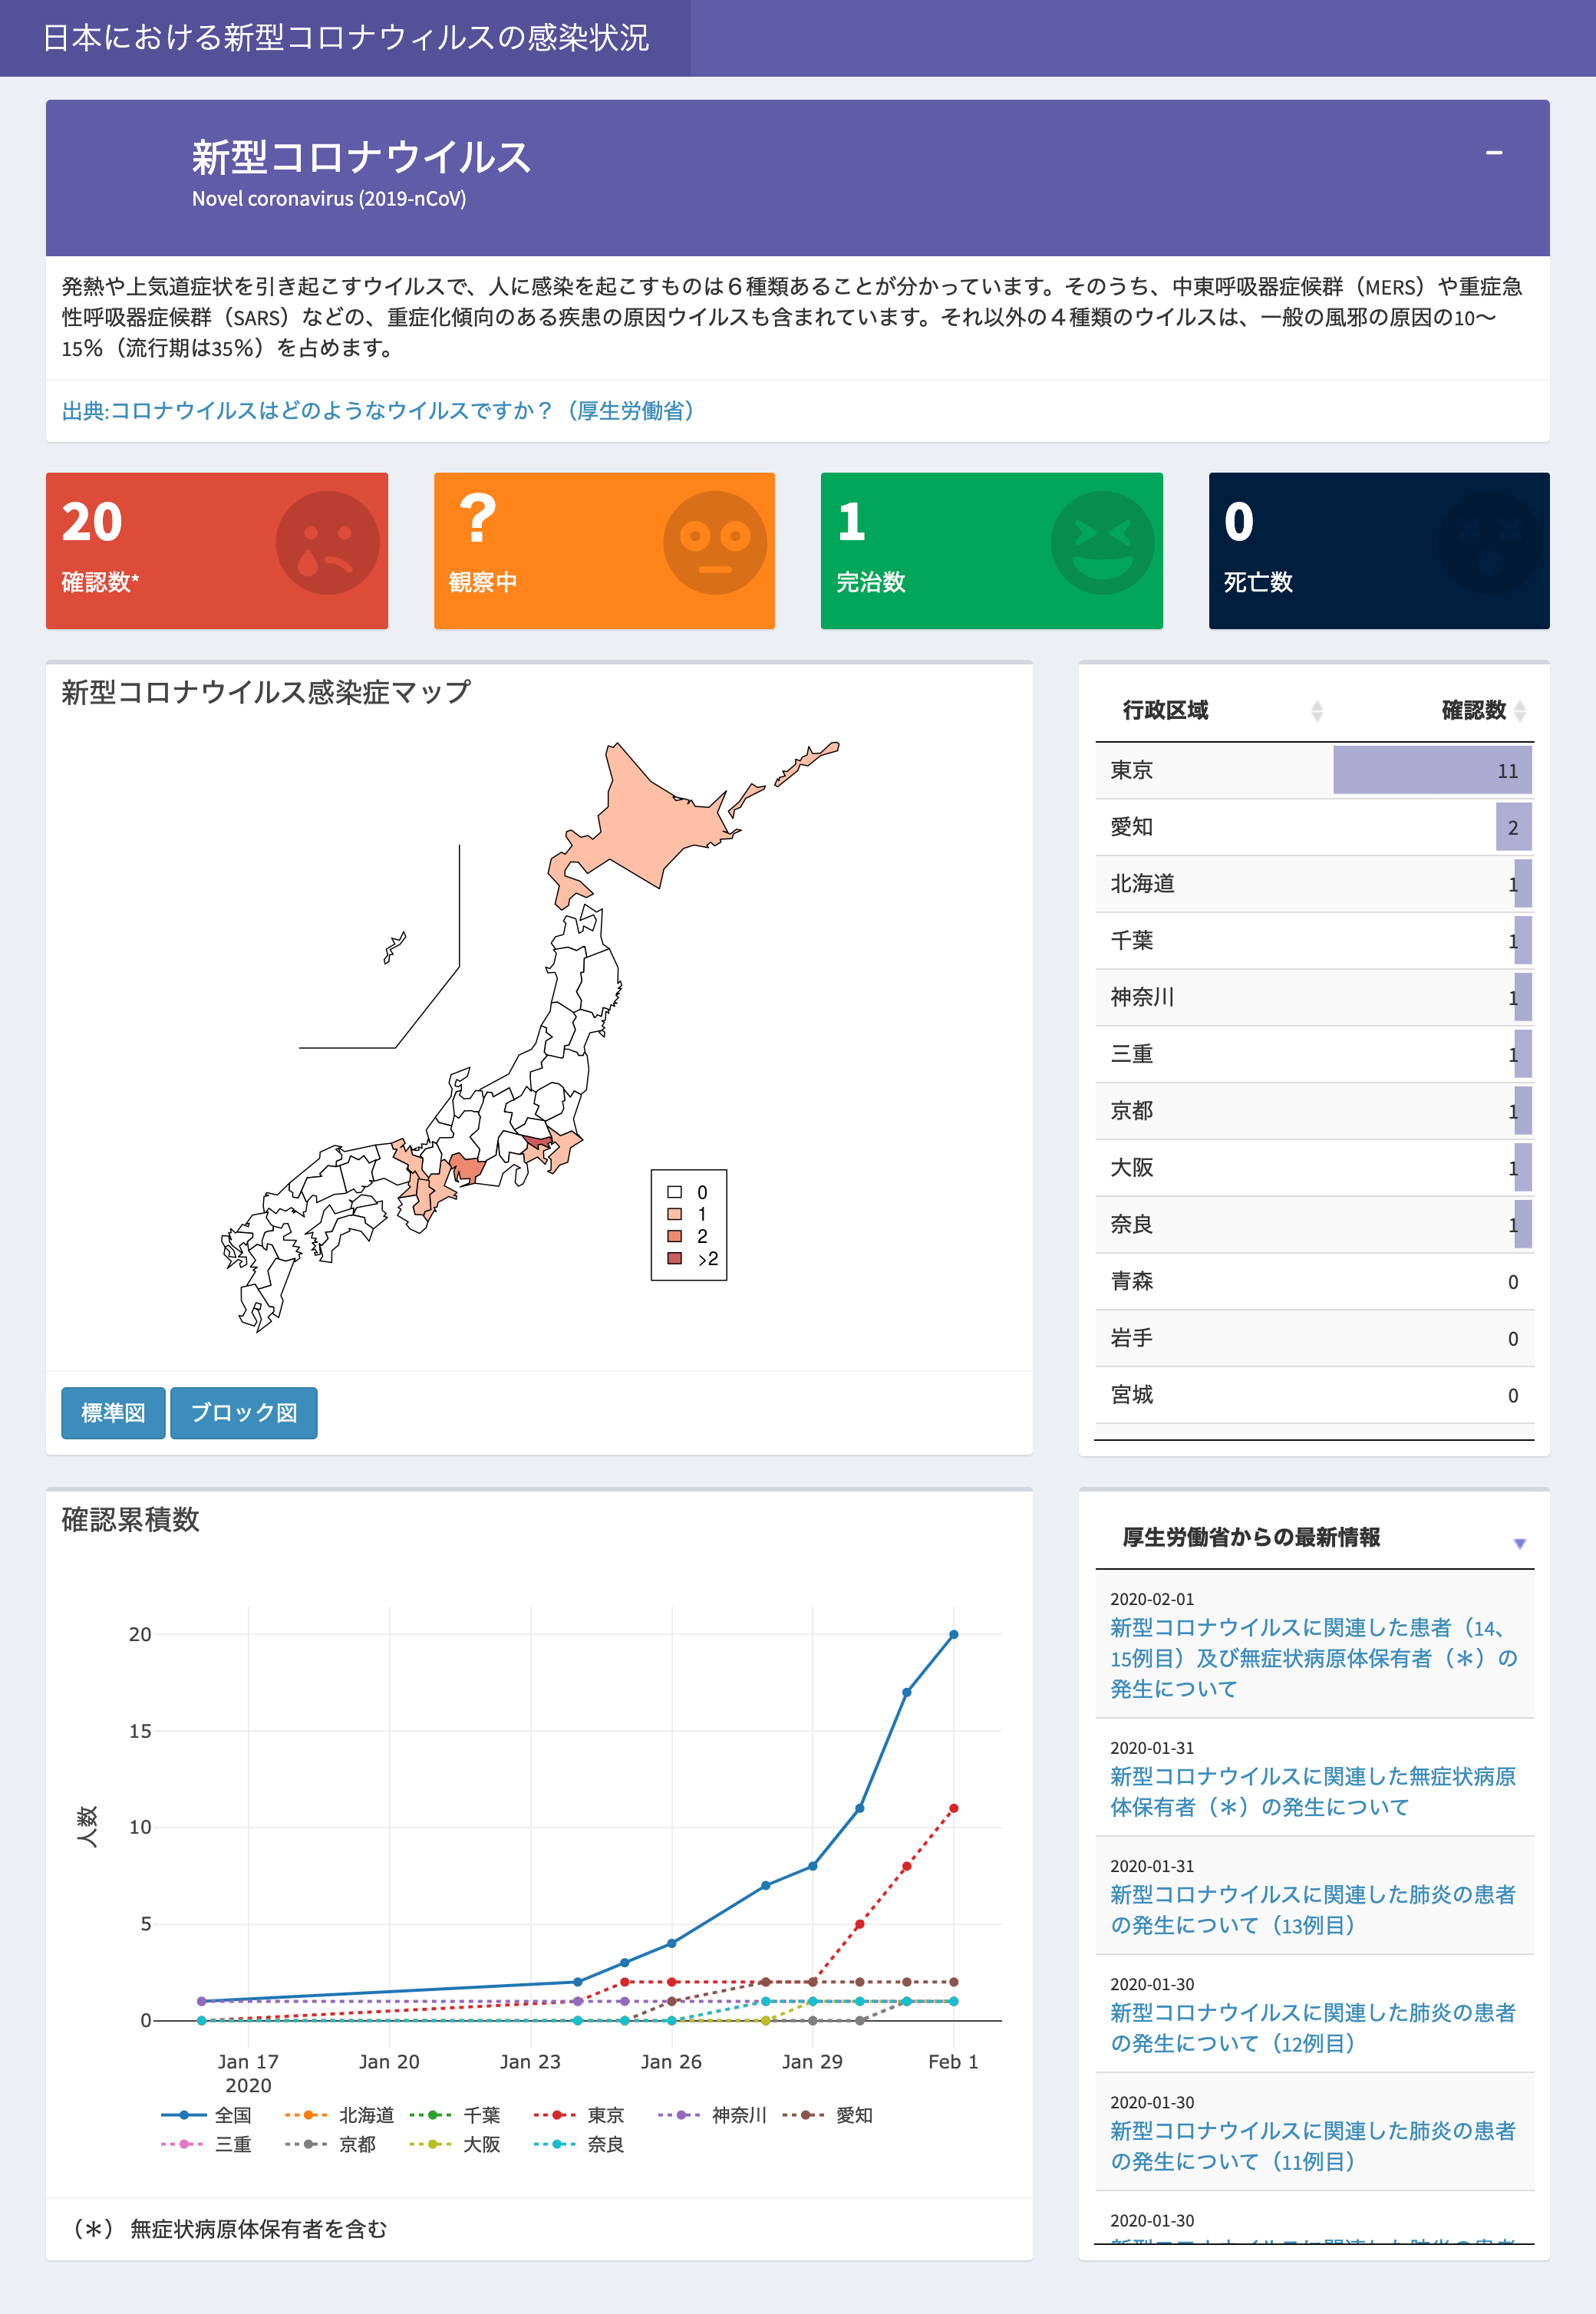 日本における新型コロナウィルスの感染状況
新型コロナウイルス
Novel coronavirus (2019-nCoV)
発熱や上気道症状を引き起こすウイルスで、人に感染を起こすものは６種類あることが分かっています。そのうち、中東呼吸器症候群（MERS）や重症急
性呼吸器症候群（SARS）などの、重症化傾向のある疾患の原因ウイルスも含まれています。それ以外の４種類のウイルスは、一般の風邪の原因の10～
15％（流行期は35％）を占めます。
出典:コロナウイルスはどのようなウイルスですか？（厚生労働省）
20
確認数*
?
観察中
1
完治数
0
死亡数
新型コロナウイルス感染症マップ
0
1
2
>2
標準図 ブロック図
行政区域 確認数
東京 11
愛知 2
北海道 1
千葉 1
神奈川 1
三重 1
京都 1
大阪 1
奈良 1
青森 0
岩手 0
宮城 0
確認累積数
人数
20
15
10
5
0
Jan 17 Jan 20 Jan 23 Jan 26 Jan 29 Feb 1
2020
全国 北海道 千葉 東京 神奈川 愛知
三重 京都 大阪 奈良
（＊） 無症状病原体保有者を含む
厚生労働省からの最新情報
2020-02-01
新型コロナウイルスに関連した患者（14、
15例目）及び無症状病原体保有者（＊）の
発生について
2020-01-31
新型コロナウイルスに関連した無症状病原
体保有者（＊）の発生について
2020-01-31
新型コロナウイルスに関連した肺炎の患者
の発生について（13例目）
2020-01-30
新型コロナウイルスに関連した肺炎の患者
の発生について（12例目）
2020-01-30
新型コロナウイルスに関連した肺炎の患者
の発生について（11例目）
2020-01-30